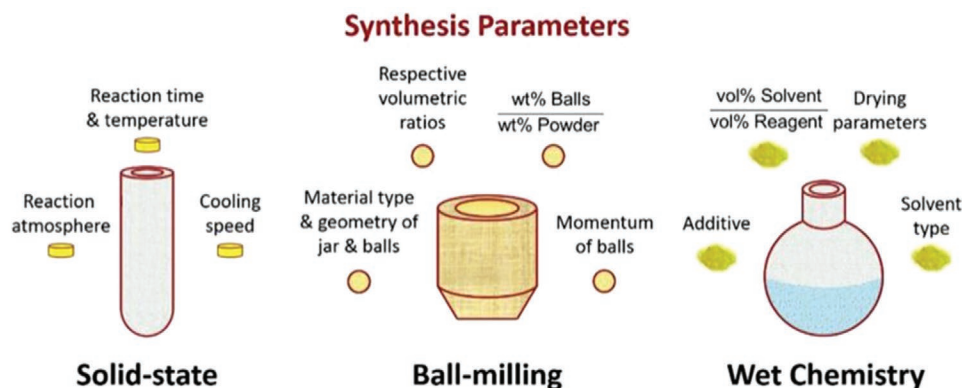 Synthesis Parameters
Reaction time
& temperature
Reaction
atmosphere
Cooling
speed
Solid-state
Respective
volumetric
ratios
wt% Balls
wt% Powder
Material type
& geometry of
jar & balls
Momentum
of balls
Ball-milling
vol% Solvent
vol% Reagent
Drying
parameters
Additive
Solvent
type
Wet Chemistry